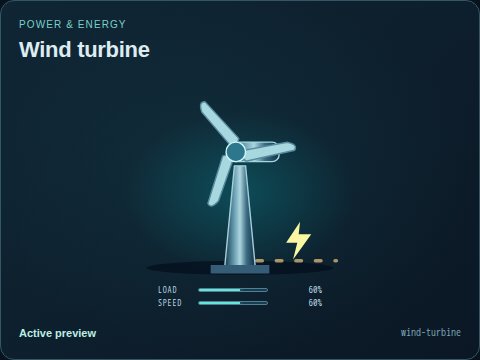 POWER & ENERGY
Wind turbine
LOAD 60%
SPEED 60%
Active preview wind-turbine